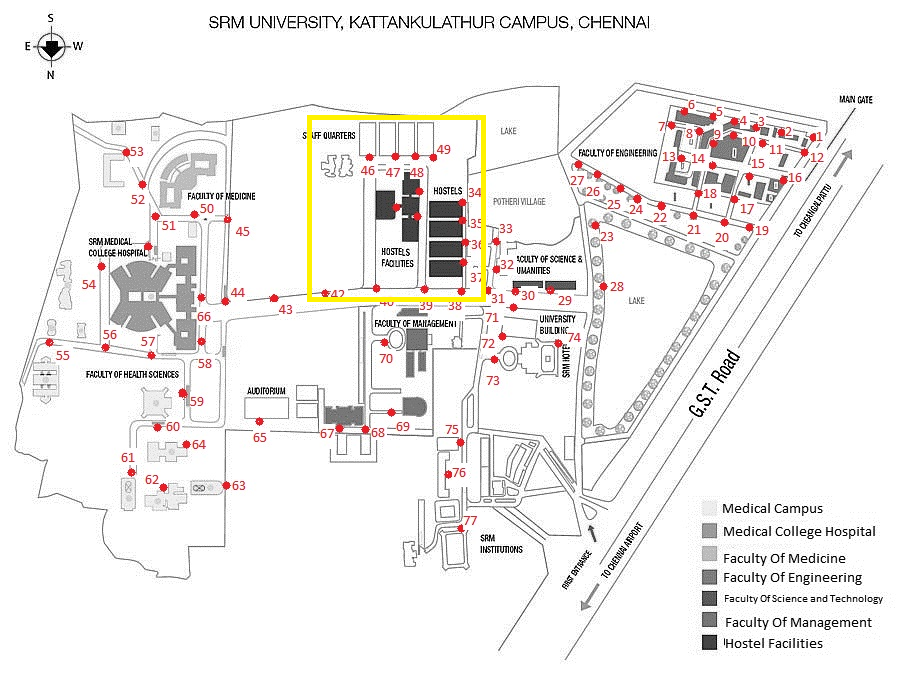 SRM UNIVERSITY, KATTANKULATHUR CAMPUS, CHENNAI
S
E
W
N
MAIN GATE
6
5
4
3
2
1
7
8
9
10
11
12
STAFF QUARTERS
LAKE
FACULTY OF ENGINEERING
13
14
15
16
53
46
47
48
49
27
26
25
24
22
18
17
52
FACULTY OF MEDICINE
HOSTELS
34
POTHERI VILLAGE
TO CHEANGALPATTU
51
50
45
35
33
23
21
20
19
SRM MEDICAL
COLLEGE HOSPITAL
HOSTELS
FACILITIES
36
FACULTY OF SCIENCE &
UMANITIES
54
37
32
28
LAKE
44
43
42
39
38
31
30
29
66
71
FACULTY OF MANAGEMENT
UNIVERSITY
BUILDING
55
56
57
58
70
72
74
73
SRM HOTEL
G.S.T. Road
FACULTY OF HEALTH SCIENCES
AUDITORIUM
59
60
65
67
68
69
75
64
61
62
63
76
77
SRM
INSTITUTIONS
FIRST ENTRANCE
TO CHENNAI AIRPORT
Medical Campus
Medical College Hospital
Faculty Of Medicine
Faculty Of Engineering
Faculty Of Science and Technology
Faculty Of Management
Hostel Facilities